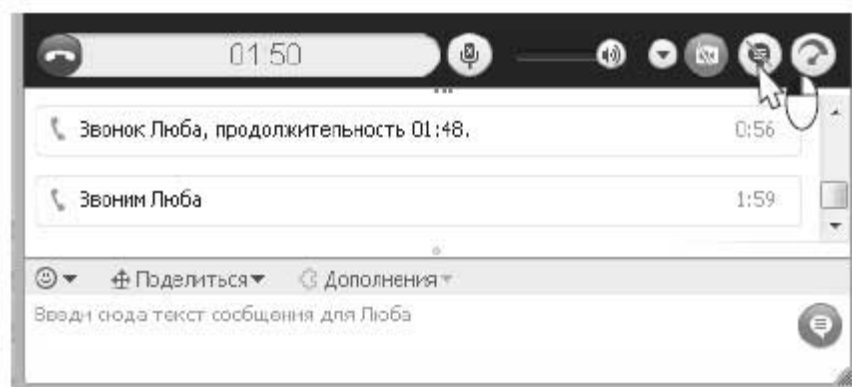 01:50
Звонок Люба, продолжительность 01:48. 0:56
Звоним Люба 1:59
Поделиться Дополнения
Введи сюда текст сообщения для Люба